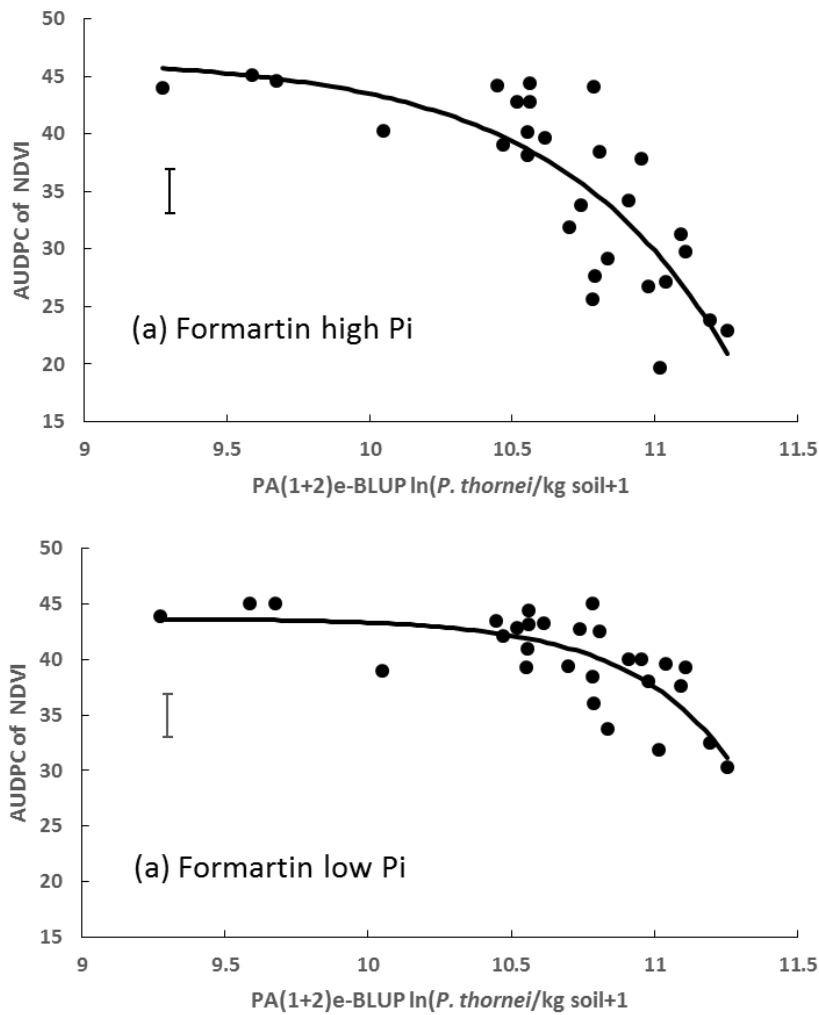 50
45
40
35
30
25
20
15
AUDPC of NDVI
(a) Formartin high Pi
9 9.5 10 10.5 11 11.5
PA(1+2)e-BLUP ln(P. thornei/kg soil+1
50
45
40
35
30
25
20
15
AUDPC of NDVI
(a) Formartin low Pi
9 9.5 10 10.5 11 11.5
PA(1+2)e-BLUP ln(P. thornei/kg soil+1